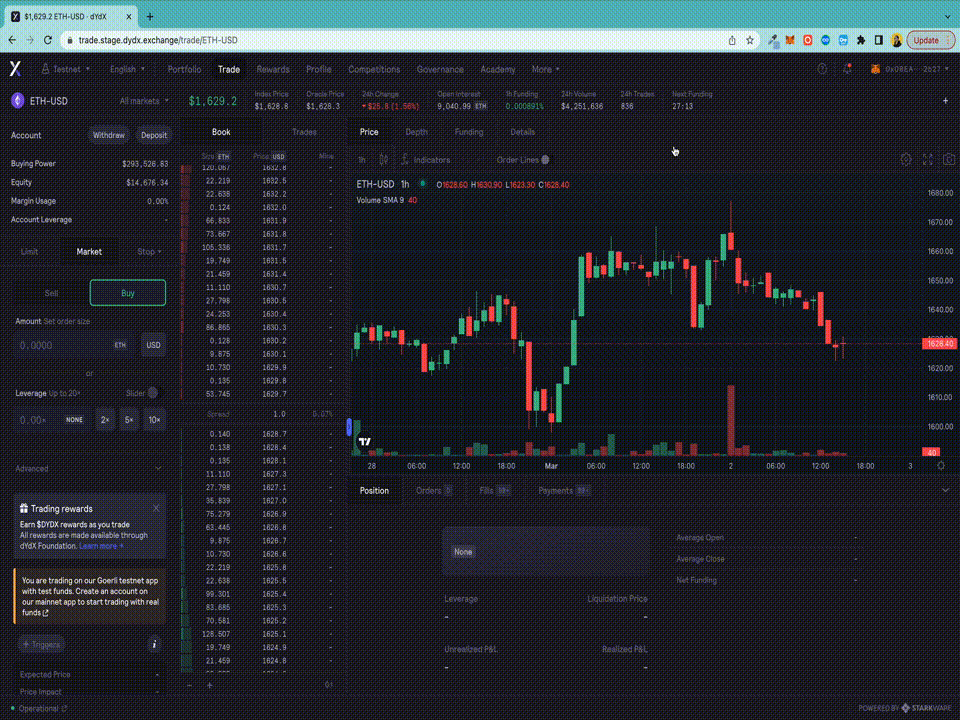 $1,629.2 ETH-USD · dYdX
trade.stage.dydx.exchange/trade/ETH-USD
Update
Testnet English Portfolio Trade Rewards Profile Competitions Governance Academy More
ETH-USD All markets $1,629.2
Index Price Oracle Price 24h Change Open Interest 1h Funding 24h Volume 24h Trades Next Funding
$1,628.8 $1,628.3 $25.8 (1.56%) 9,040.99 ETH 0.000891% $4,251,636 836 27:13
Account Withdraw Deposit
Buying Power $293,526.83
Equity $14,676.34
Margin Usage 0.00%
Account Leverage -
Limit Market Stop
Sell Buy
Amount Set order size
0.0000 ETH USD
or
Leverage Up to 20× Slider
0.00× NONE 2× 5× 10×
Advanced
Trading rewards
Earn $DYDX rewards as you trade
All rewards are made available through
dYdX Foundation. Learn more
You are trading on our Goerli testnet app
with test funds. Create an account on
our mainnet app to start trading with real
funds
+ Triggers
Expected Price -
Price Impact -
Operational
Book Trades
Size ETH Price USD Mine
120.067 1632.8 -
22.219 1632.5 -
22.638 1632.2 -
0.124 1632.0 -
66.833 1631.9 -
73.667 1631.8 -
105.336 1631.7 -
19.749 1631.5 -
21.459 1631.4 -
11.110 1630.7 -
27.798 1630.5 -
24.253 1630.4 -
86.865 1630.3 -
0.128 1630.2 -
9.875 1630.1 -
10.730 1629.9 -
0.135 1629.8 -
53.745 1629.7 -
Spread 1.0 0.07%
0.140 1628.7 -
0.138 1628.4 -
0.135 1628.1 -
9.874 1627.9 -
11.110 1627.3 -
27.798 1627.1 -
35.839 1627.0 -
75.279 1626.9 -
63.445 1626.8 -
9.875 1626.7 -
10.730 1626.6 -
22.219 1625.8 -
22.638 1625.5 -
99.301 1625.4 -
83.685 1625.3 -
70.581 1625.2 -
128.507 1625.1 -
19.749 1624.9 -
21.459 1624.8 -
Price Depth Funding Details
1h Indicators Order Lines
ETH-USD 1h O1628.60 H1630.90 L1623.30 C1628.40
Volume SMA 9 40
1680.00
1670.00
1660.00
1650.00
1640.00
1628.40
1620.00
1610.00
1600.00
40
28 06:00 12:00 18:00 Mar 06:00 12:00 18:00 2 06:00 12:00 18:00 3
Position Orders Fills 99+ Payments 99+
None
Leverage Liquidation Price
- -
Unrealized P&L Realized P&L
- -
Average Open -
Average Close -
Net Funding -
POWERED BY STARKWARE